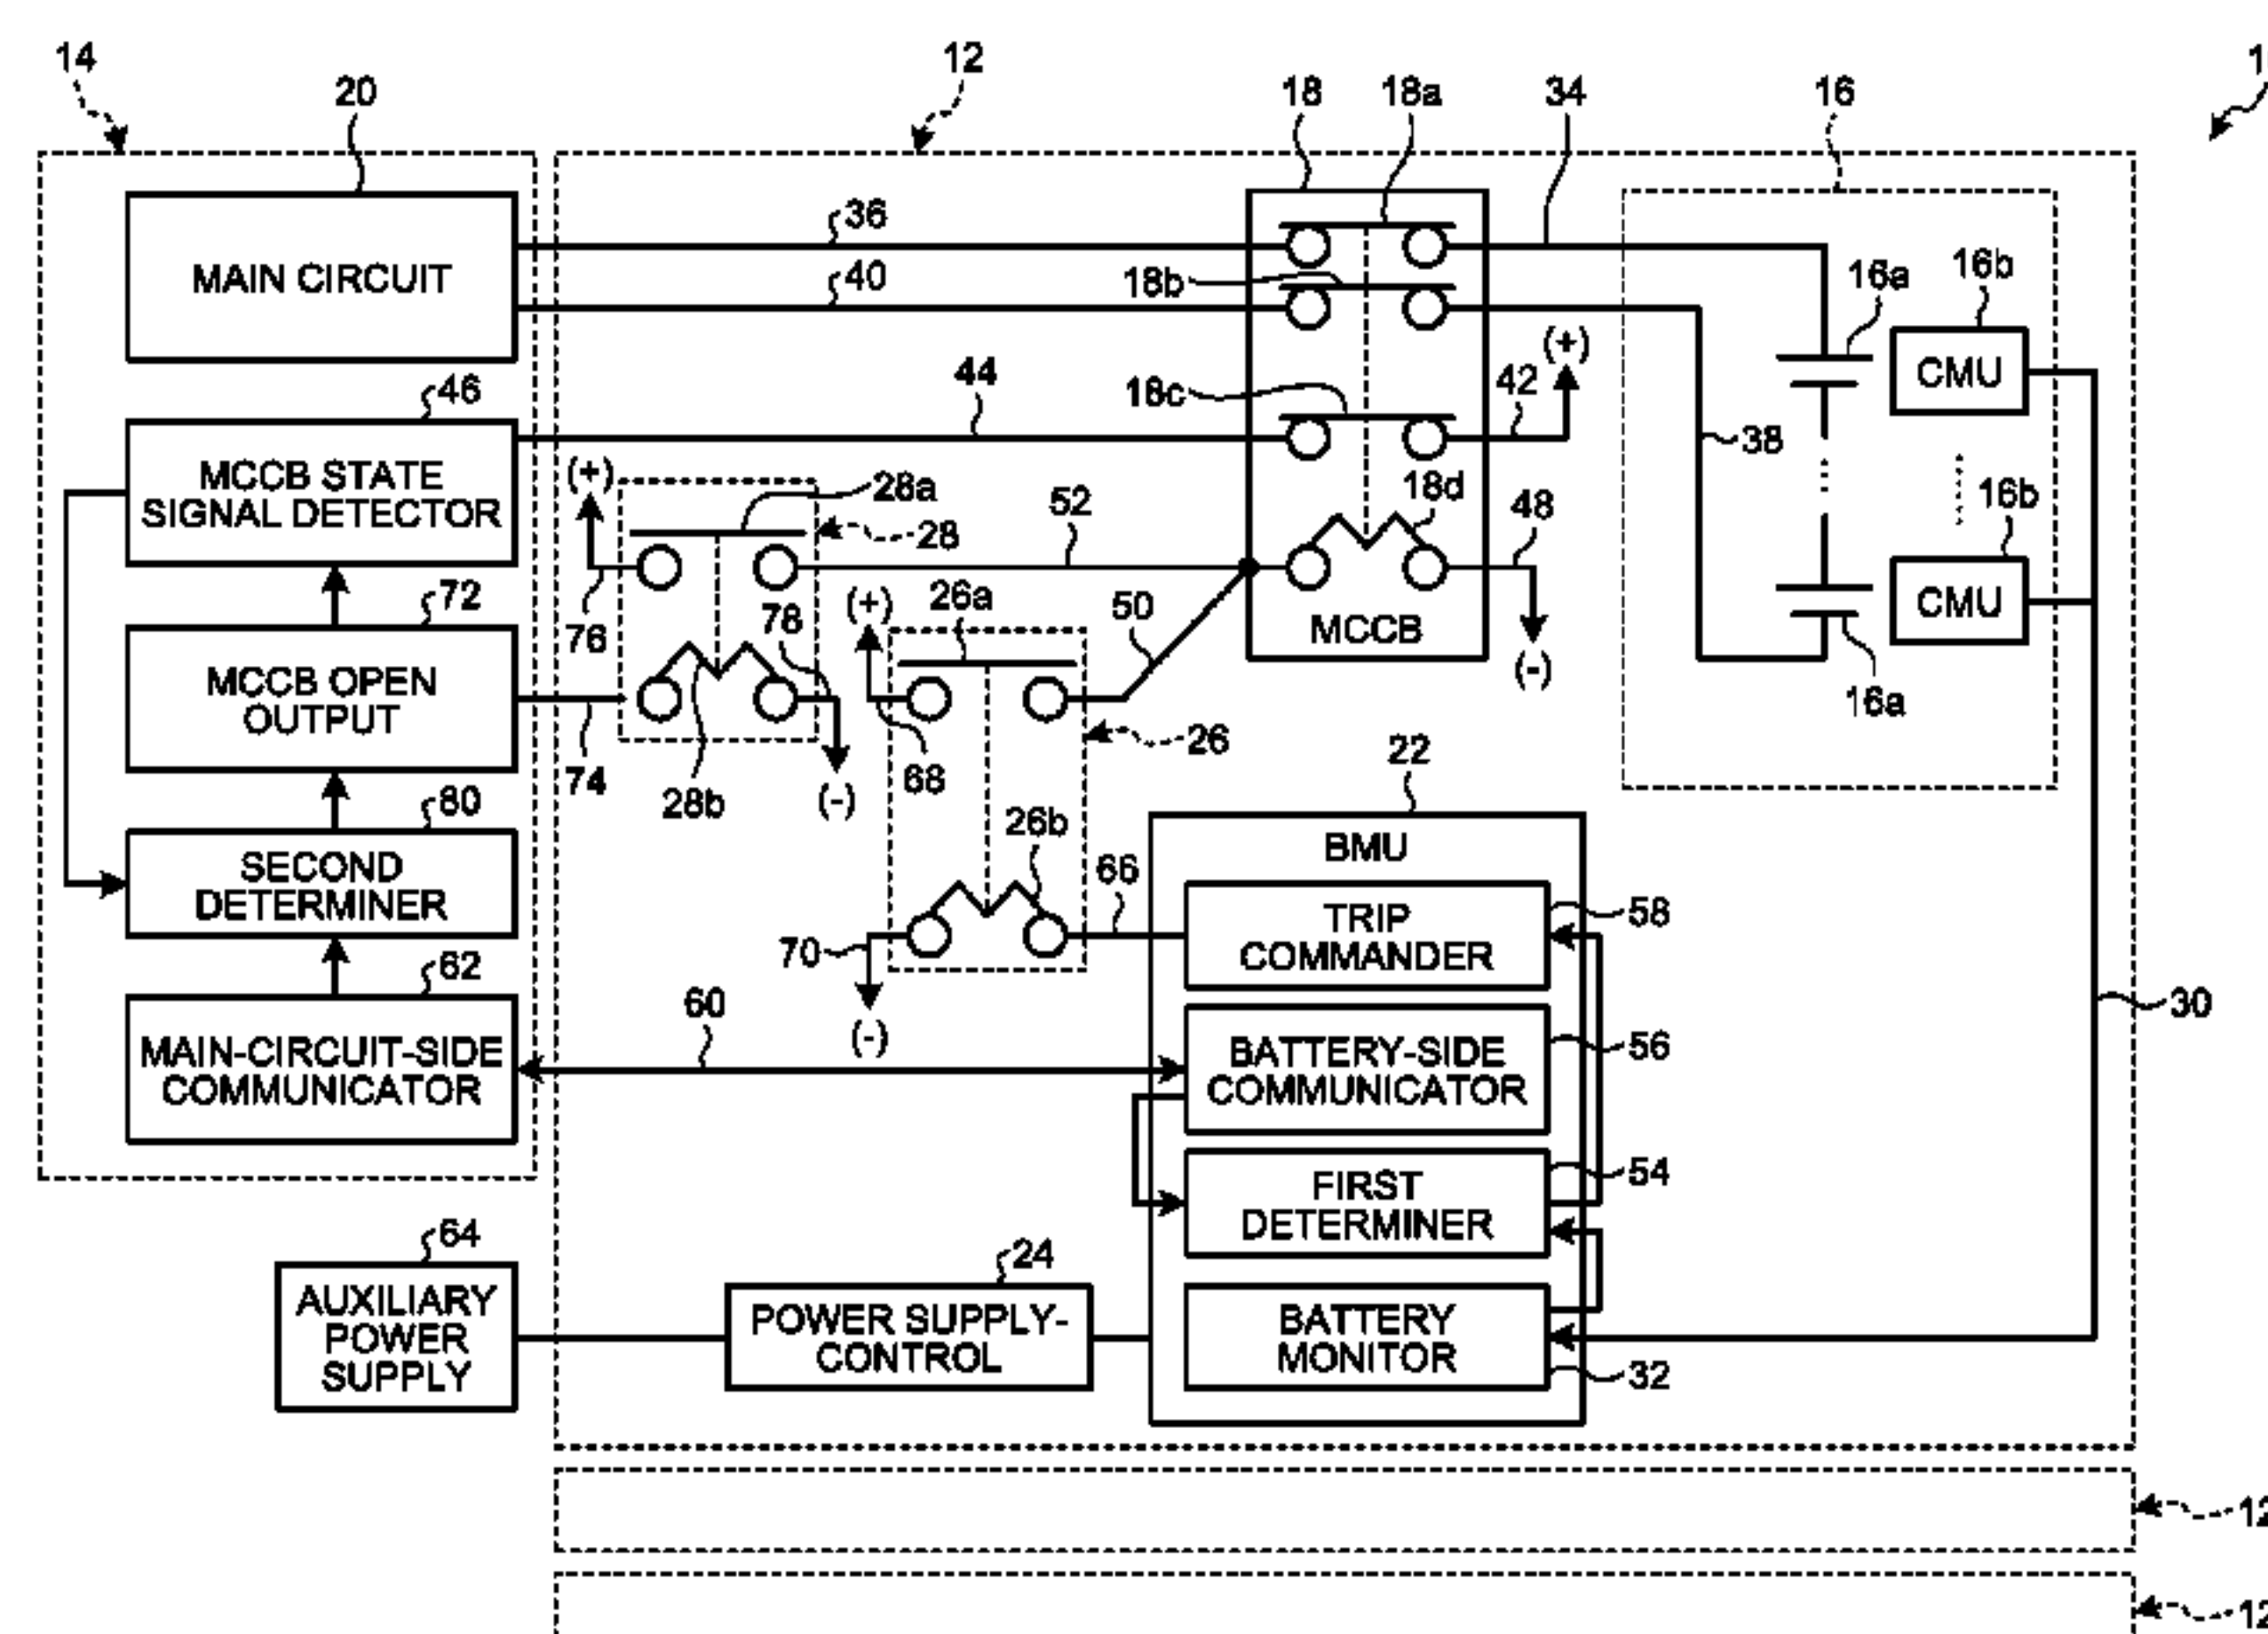 14
12
1
20
18
18a
34
16
36
MAIN CIRCUIT
40
18b
16a
16b
CMU
(+)
46
44
18c
42
38
MCCB STATE
SIGNAL DETECTOR
(+)
28a
28
52
18d
48
16b
CMU
72
76
78
(+)
26a
50
MCCB
(-)
16a
MCCB OPEN
OUTPUT
74
28b
(-)
68
26
22
80
26b
66
BMU
SECOND
DETERMINER
70
TRIP
COMMANDER
58
62
60
(-)
30
MAIN-CIRCUIT-SIDE
COMMUNICATOR
BATTERY-SIDE
COMMUNICATOR
56
FIRST
DETERMINER
54
64
24
AUXILIARY
POWER
SUPPLY
POWER SUPPLY-
CONTROL
BATTERY
MONITOR
32
12
12